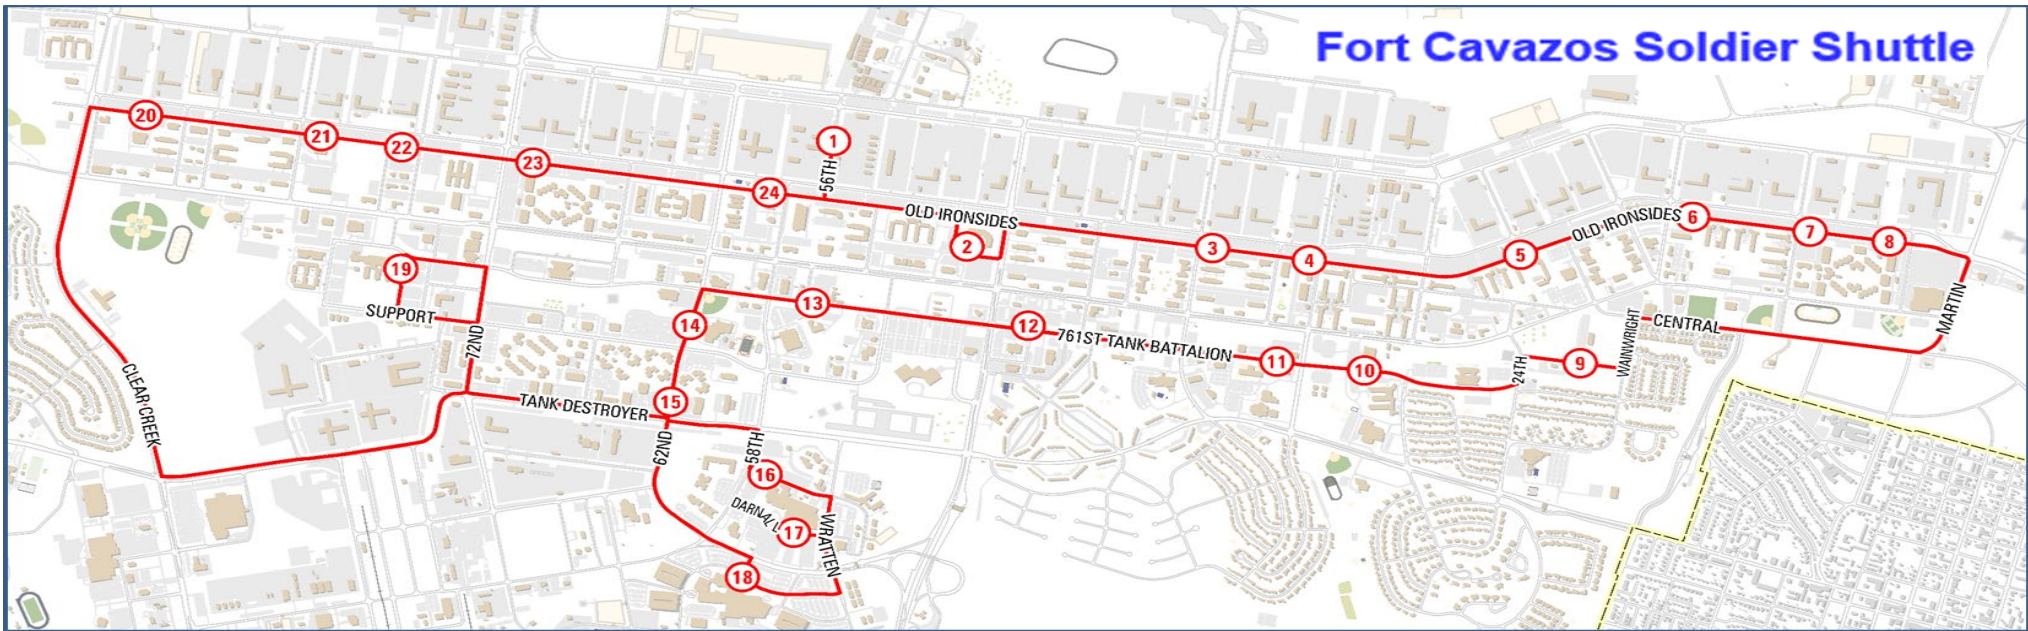 Fort Cavazos Soldier Shuttle
20
21
22
23
24
1
56TH
OLD IRONSIDES
2
3
4
5
OLD IRONSIDES
6
7
8
MARTIN
CENTRAL
WAINWRIGHT
9
24TH
10
11
761ST TANK BATTALION
12
13
14
15
TANK DESTROYER
62ND
58TH
16
DARNALL
17
WRATTEN
18
19
SUPPORT
72ND
CLEAR CREEK